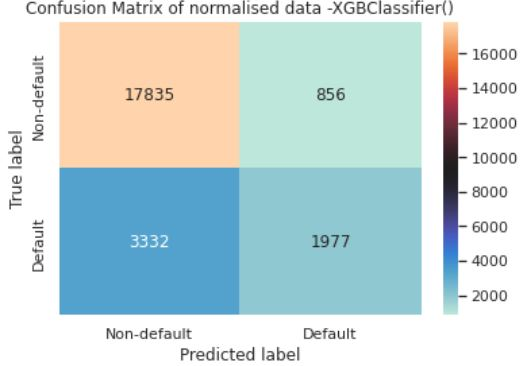 Confusion Matrix of normalised data -XGBClassifier()
True label
Non-default
17835
856
Default
3332
1977
Non-default
Default
Predicted label
16000
14000
12000
10000
8000
6000
4000
2000